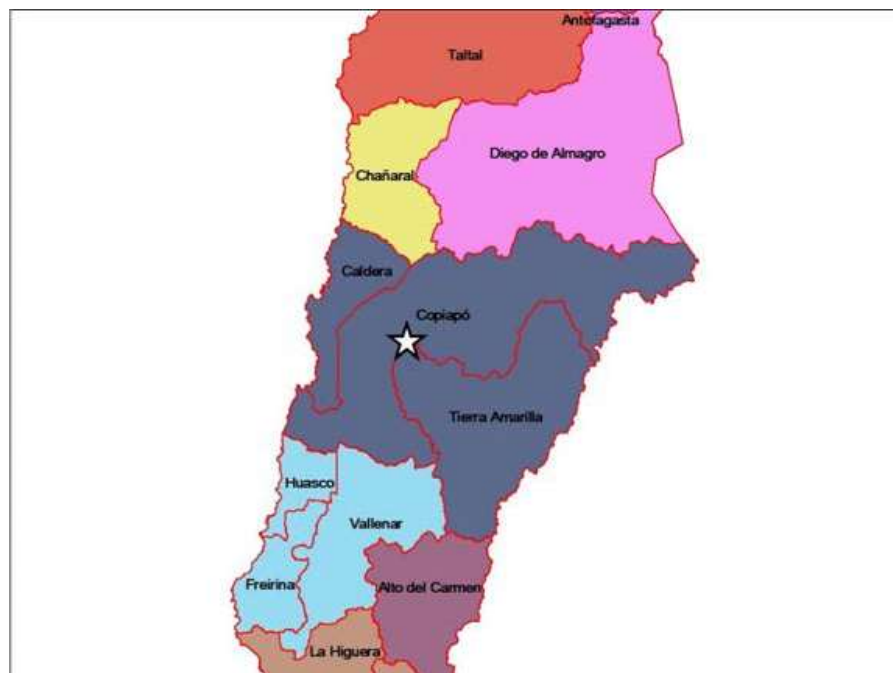 Antofagasta
Taltal
Diego de Almagro
Chañaral
Caldera
Copiapó
Tierra Amarilla
Huasco
Vallenar
Freirina
Alto del Carmen
La Higuera